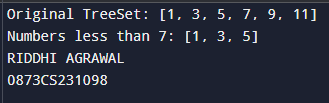 Original TreeSet: [1, 3, 5, 7, 9, 11]
Numbers less than 7: [1, 3, 5]
RIDDHI AGRAWAL
0873CS231098